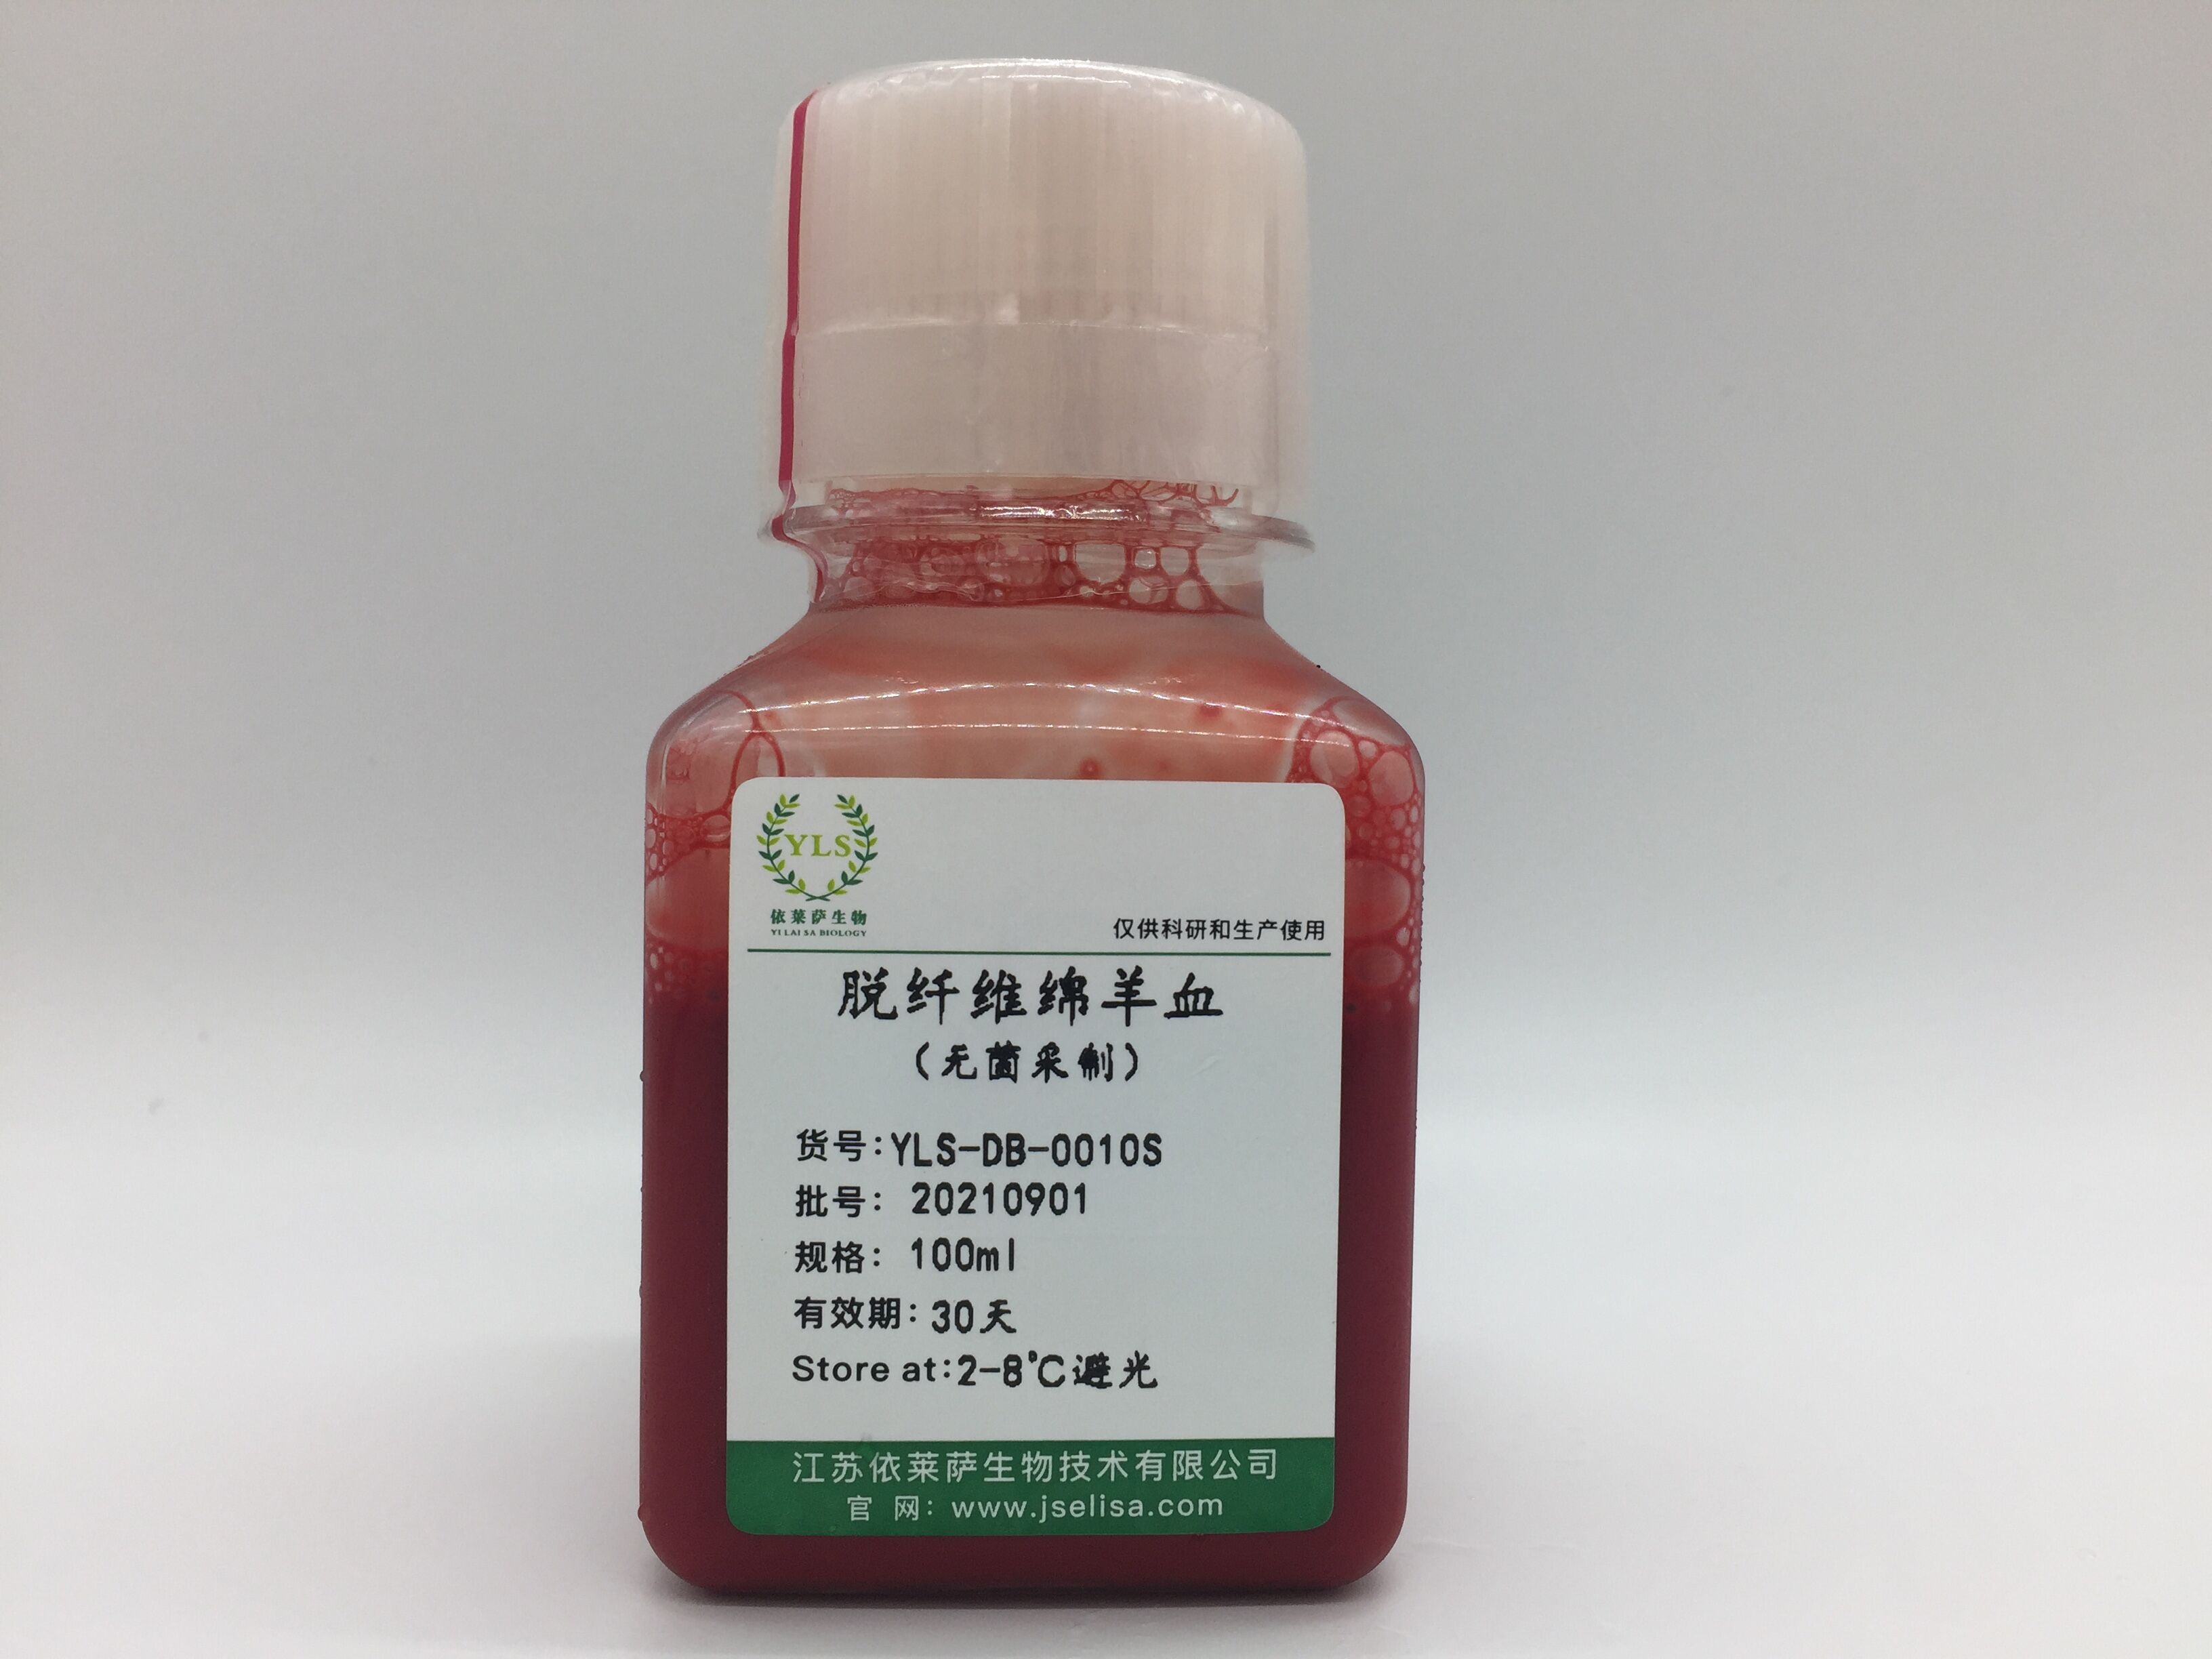 YLS
依莱萨生物
YI LAI SA BIOLOGY
仅供科研和生产使用
脱纤维绵羊血
(无菌采制)
货号:YLS-DB-0010S
批号: 20210901
规格: 100ml
有效期: 30天
Store at:2-8℃避光
江苏依莱萨生物技术有限公司
官 网: www.jselisa.com